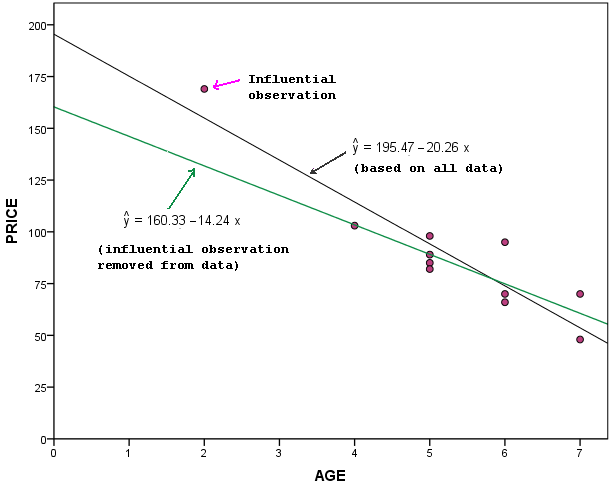 200
175
150
125
100
75
50
25
0
PRICE
Influential
observation
ŷ = 195.47 – 20.26 x
(based on all data)
ŷ = 160.33 – 14.24 x
(influential observation
removed from data)
0 1 2 3 4 5 6 7
AGE